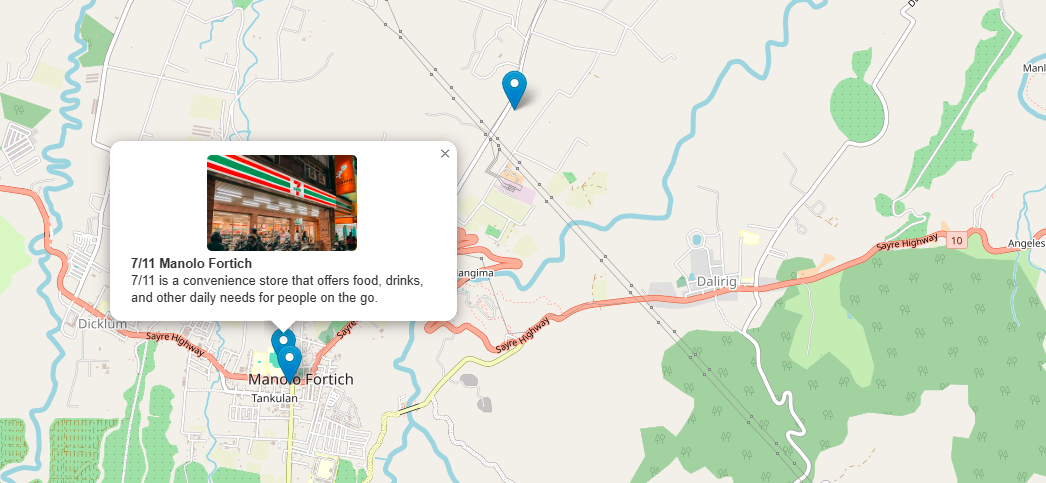 Manl
×
7
7/11 Manolo Fortich
7/11 is a convenience store that offers food, drinks,
and other daily needs for people on the go.
Sayre Highway
10
Angeles
angima
Dalirig
Dicklum
Sayre Highway
Sayre
Sayre Highway
Manolo Fortich
Tankulan